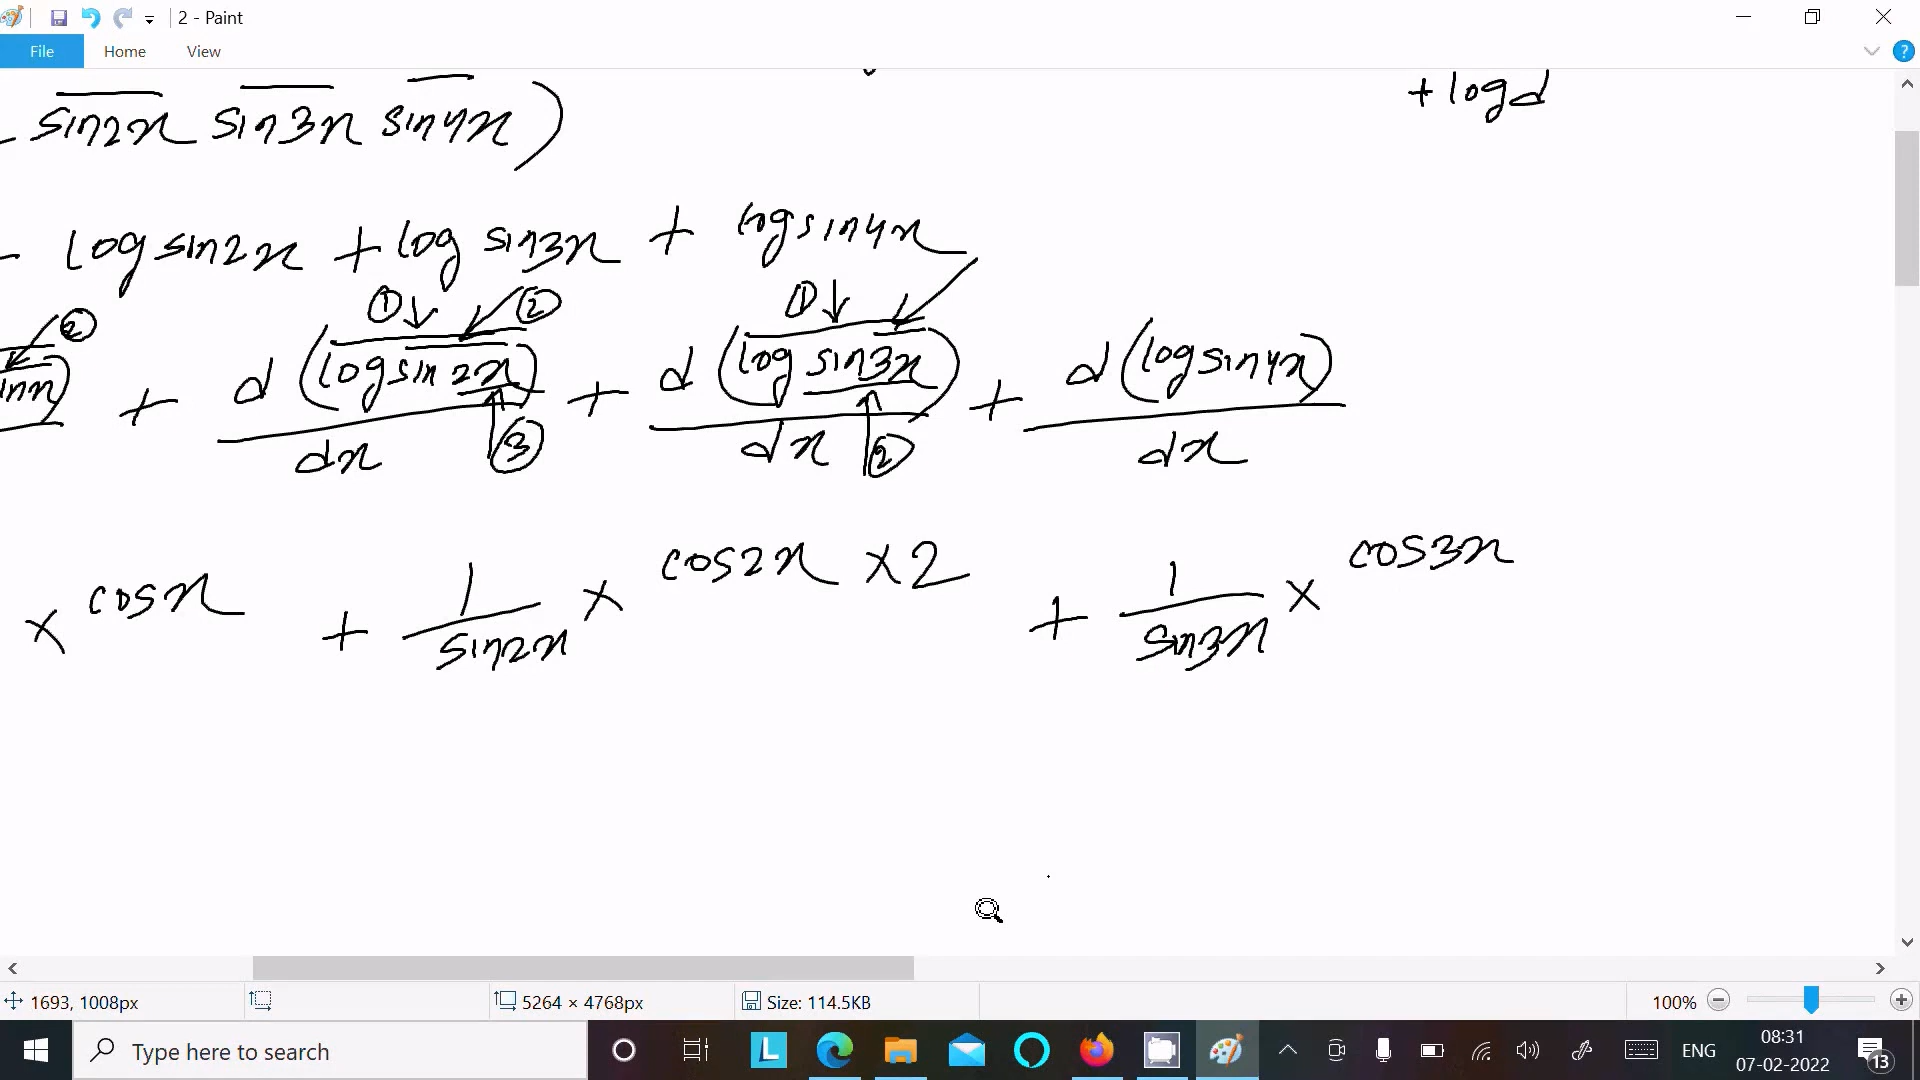 2 - Paint
File Home View
+ log d
sin2x sin3x sin4x )
log sin2x + log sin3x + log sin4x
① ② ①
②
inx) + d (log sin 2x) + d (log sin3x) + d (log sin4x)
dx ③ dx ② dx
× cosx + 1 × cos2x × 2 + 1 × cos3x
sin2x sin3x
1693, 1008px 5264 × 4768px Size: 114.5KB 100%
Type here to search L ENG 08:31
07-02-2022 13